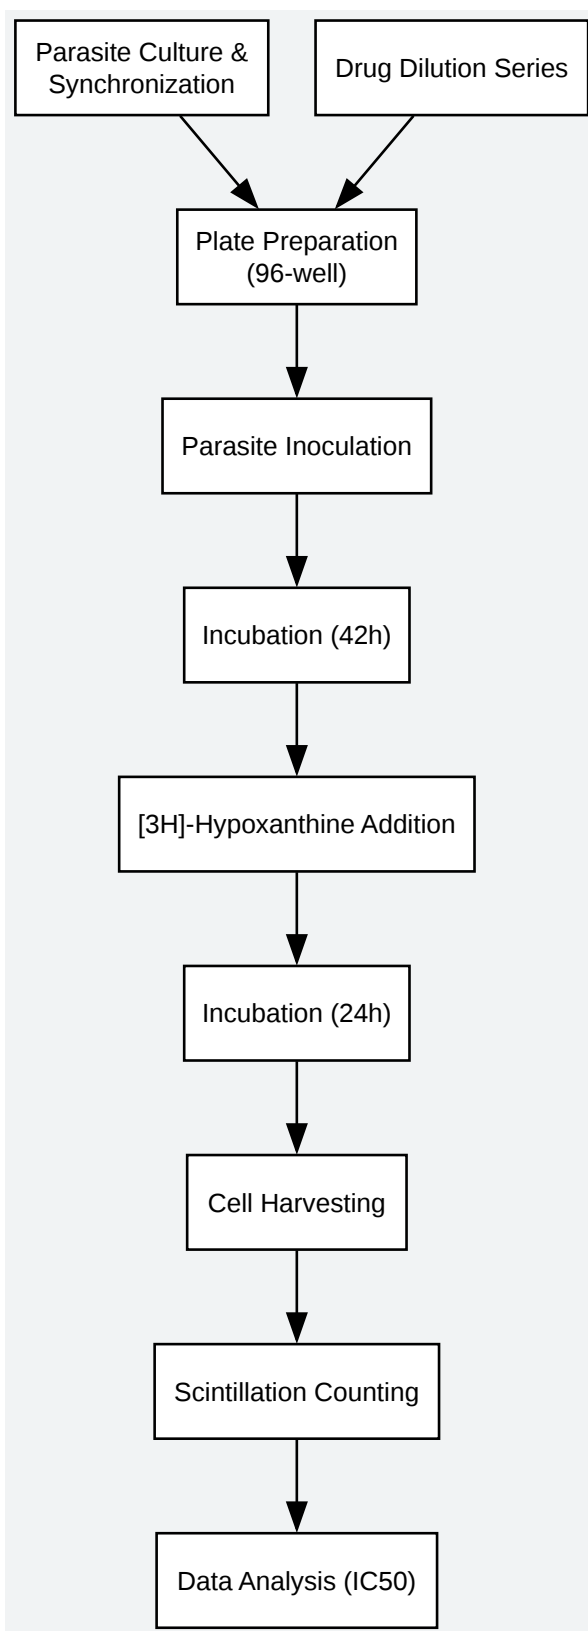 Parasite Culture &
Synchronization
Drug Dilution Series
Plate Preparation
(96-well)
Parasite Inoculation
Incubation (42h)
[3H]-Hypoxanthine Addition
Incubation (24h)
Cell Harvesting
Scintillation Counting
Data Analysis (IC50)